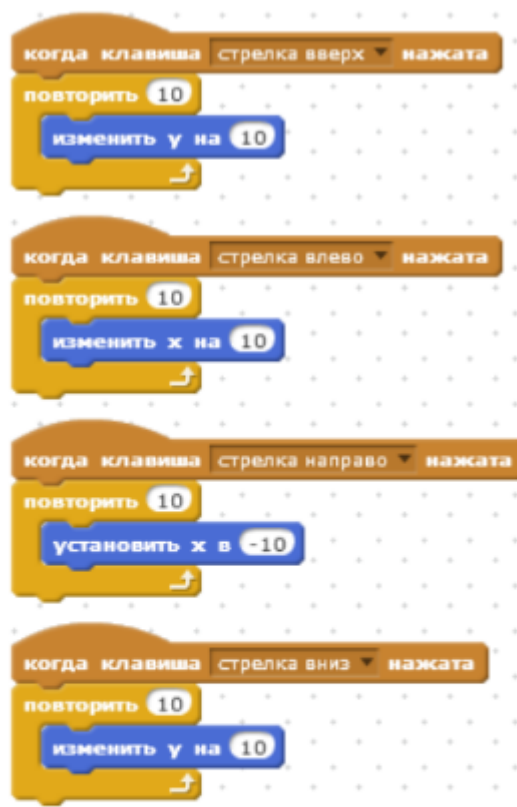 когда клавиша стрелка вверх нажата
повторить 10
изменить y на 10
когда клавиша стрелка влево нажата
повторить 10
изменить x на 10
когда клавиша стрелка направо нажата
повторить 10
установить x в -10
когда клавиша стрелка вниз нажата
повторить 10
изменить y на 10